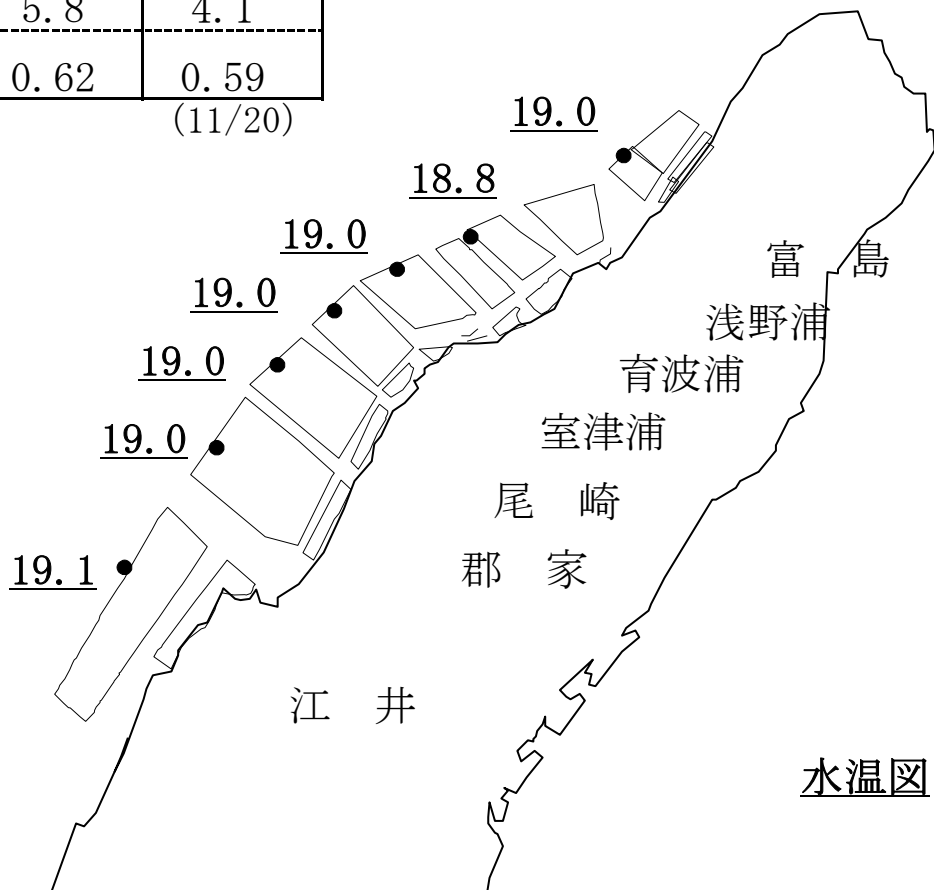 5.8 4.1
0.62 0.59
(11/20)
19.0
18.8
19.0
富 島
19.0
浅野浦
19.0
育波浦
19.0
室津浦
尾 崎
19.1
郡 家
江 井
水温図